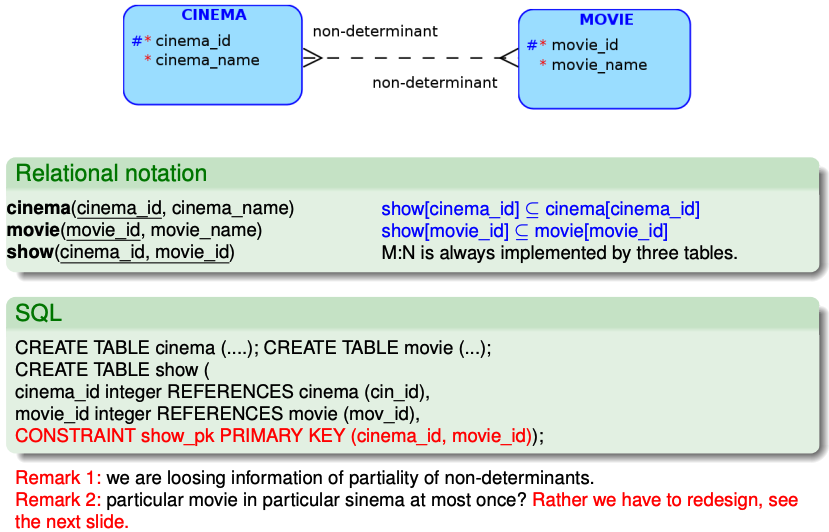 CINEMA
#* cinema_id
* cinema_name
non-determinant
non-determinant
MOVIE
#* movie_id
* movie_name
Relational notation
cinema(cinema_id, cinema_name) show[cinema_id] ⊆ cinema[cinema_id]
movie(movie_id, movie_name) show[movie_id] ⊆ movie[movie_id]
show(cinema_id, movie_id) M:N is always implemented by three tables.
SQL
CREATE TABLE cinema (....); CREATE TABLE movie (...);
CREATE TABLE show (
cinema_id integer REFERENCES cinema (cin_id),
movie_id integer REFERENCES movie (mov_id),
CONSTRAINT show_pk PRIMARY KEY (cinema_id, movie_id));
Remark 1: we are loosing information of partiality of non-determinants.
Remark 2: particular movie in particular sinema at most once? Rather we have to redesign, see
the next slide.